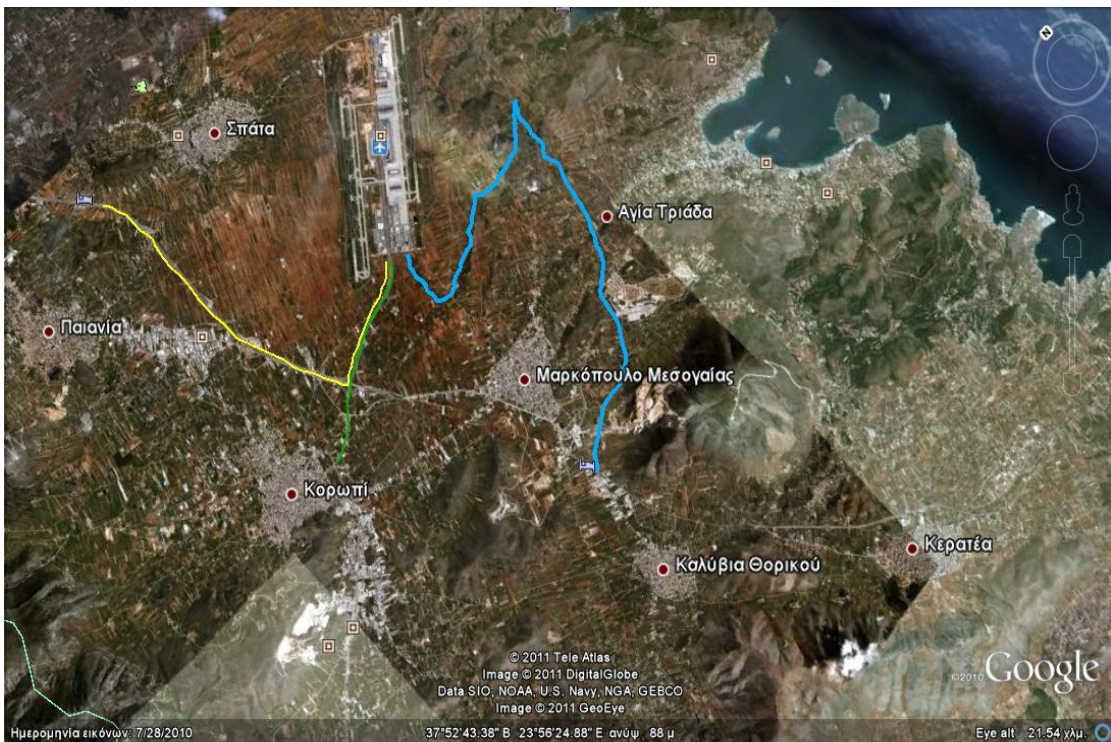 N
Σπάτα
Αγία Τριάδα
Παιανία
Μαρκόπουλο Μεσογαίας
Κορωπί
Κερατέα
Καλύβια Θορικού
© 2011 Tele Atlas
Image © 2011 DigitalGlobe
Data SIO, NOAA, U.S. Navy, NGA, GEBCO
Image © 2011 GeoEye
©2010 Google
Ημερομηνία εικόνων: 7/28/2010 37°52'43.38" Β 23°56'24.88" Ε ανύψ 88 μ Eye alt 21.54 χλμ.